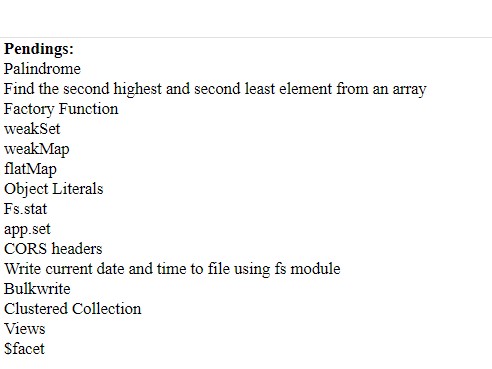 Pendings:
Palindrome
Find the second highest and second least element from an array
Factory Function
weakSet
weakMap
flatMap
Object Literals
Fs.stat
app.set
CORS headers
Write current date and time to file using fs module
Bulkwrite
Clustered Collection
Views
$facet